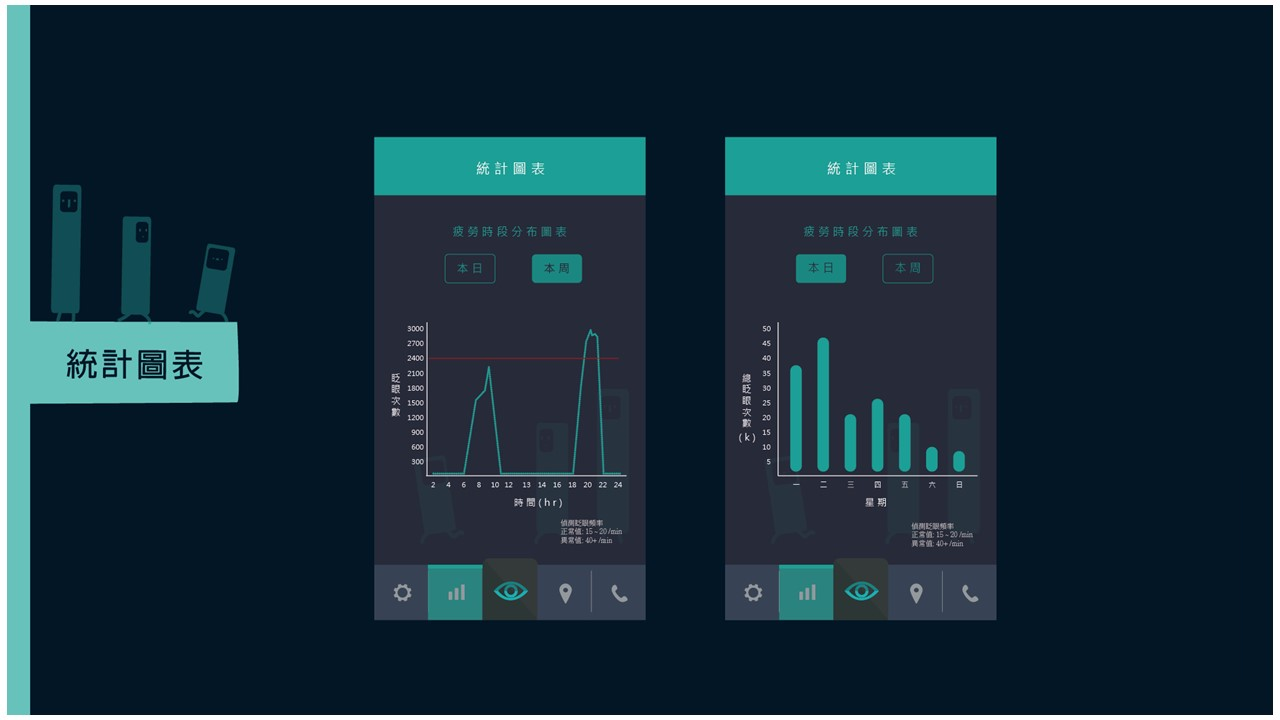 統計圖表
統計圖表
疲勞時段分布圖表
本日 本周
3000
2700
2400
2100
1800
1500
1200
900
600
300
眨眼次數
2 4 6 8 10 12 13 14 16 18 20 22 24
時間(hr)
偵測眨眼頻率
正常值: 15 ~ 20 /min
異常值: 40+ /min
統計圖表
疲勞時段分布圖表
本日 本周
50
45
40
35
30
25
20
15
10
5
總眨眼次數(k)
一 二 三 四 五 六 日
星期
偵測眨眼頻率
正常值: 15 ~ 20 /min
異常值: 40+ /min